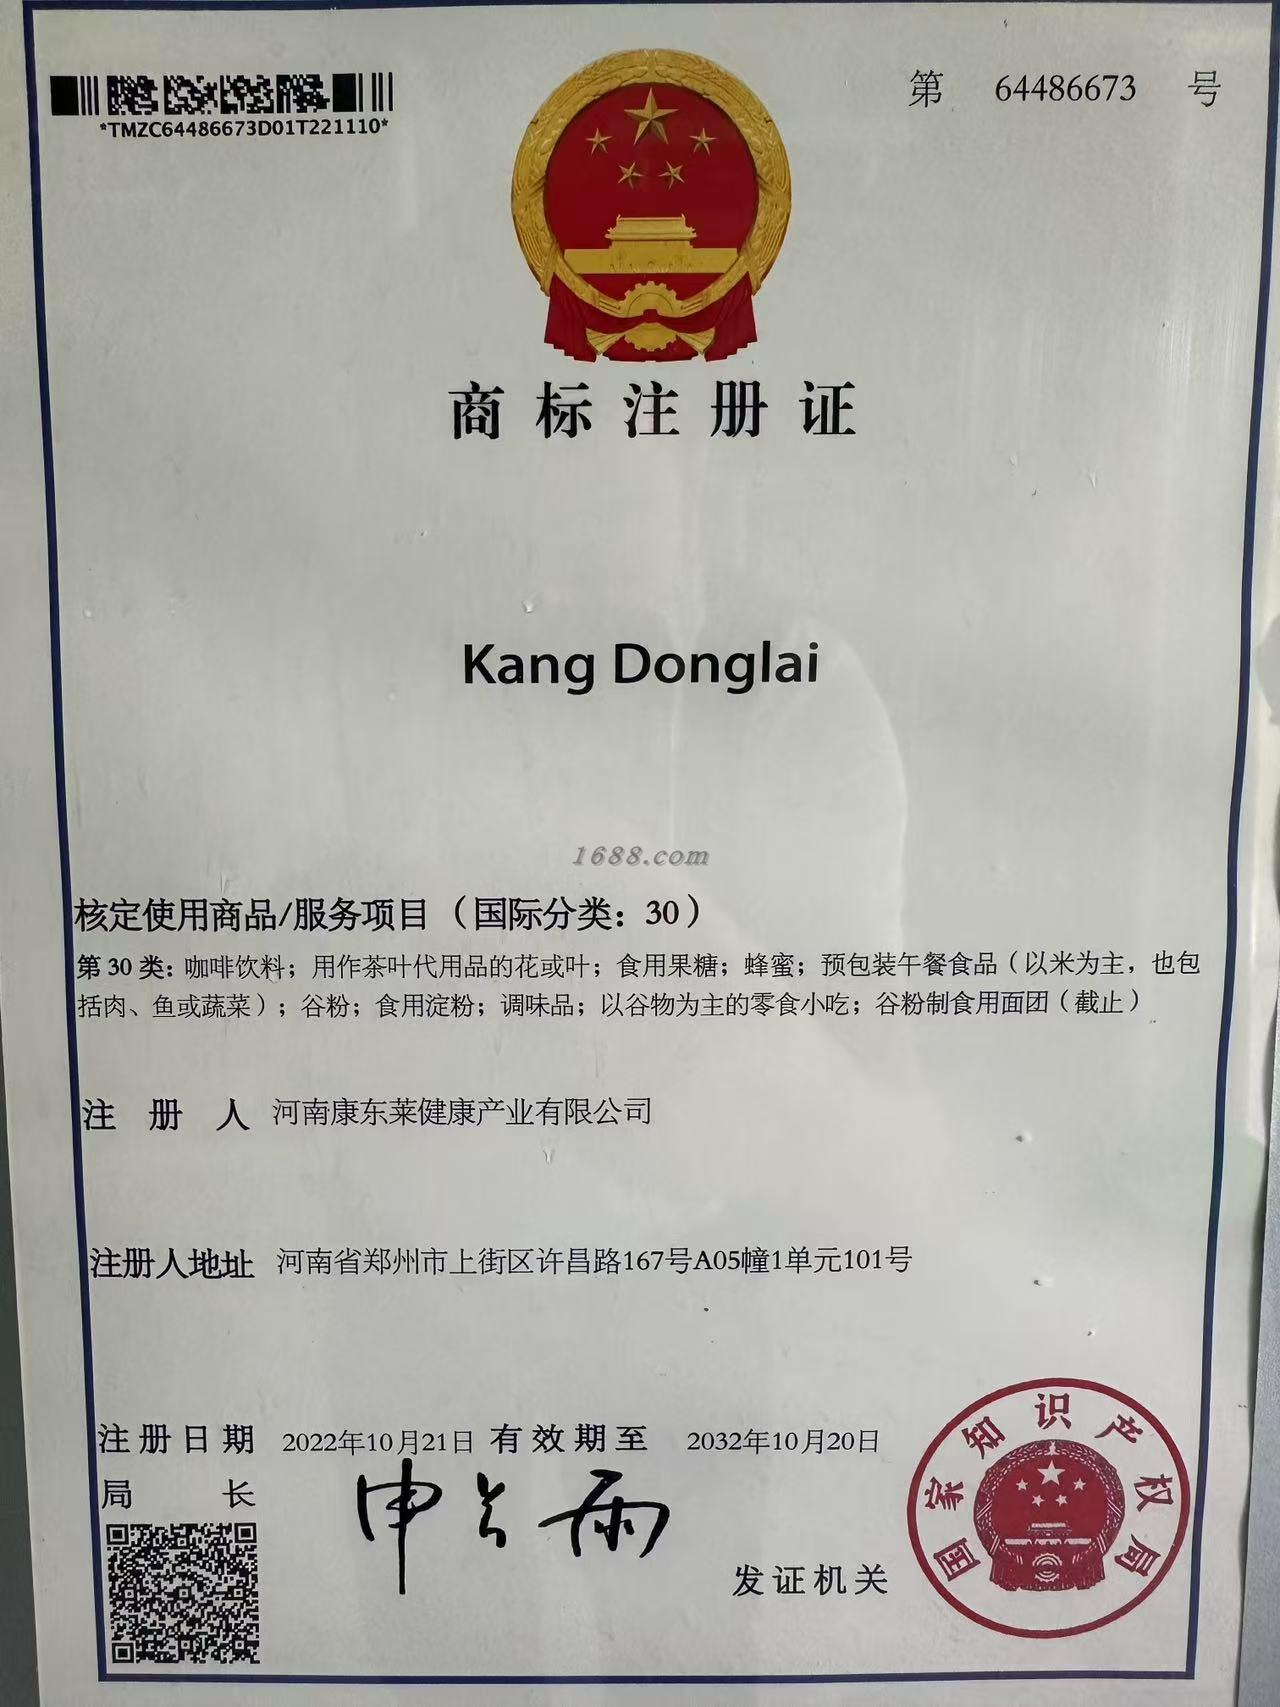 第 64486673 号
*TMZC64486673D01T221110*
商标注册证
Kang Donglai
1688.com
核定使用商品/服务项目（国际分类：30）
第30类：咖啡饮料；用作茶叶代用品的花或叶；食用果糖；蜂蜜；预包装午餐食品（以米为主，也包
括肉、鱼或蔬菜）；谷粉；食用淀粉；调味品；以谷物为主的零食小吃；谷粉制食用面团（截止）
注册人 河南康东莱健康产业有限公司
注册人地址 河南省郑州市上街区许昌路167号A05幢1单元101号
注册日期 2022年10月21日 有效期至 2032年10月20日
局长 申长雨
发证机关
国家知识产权局